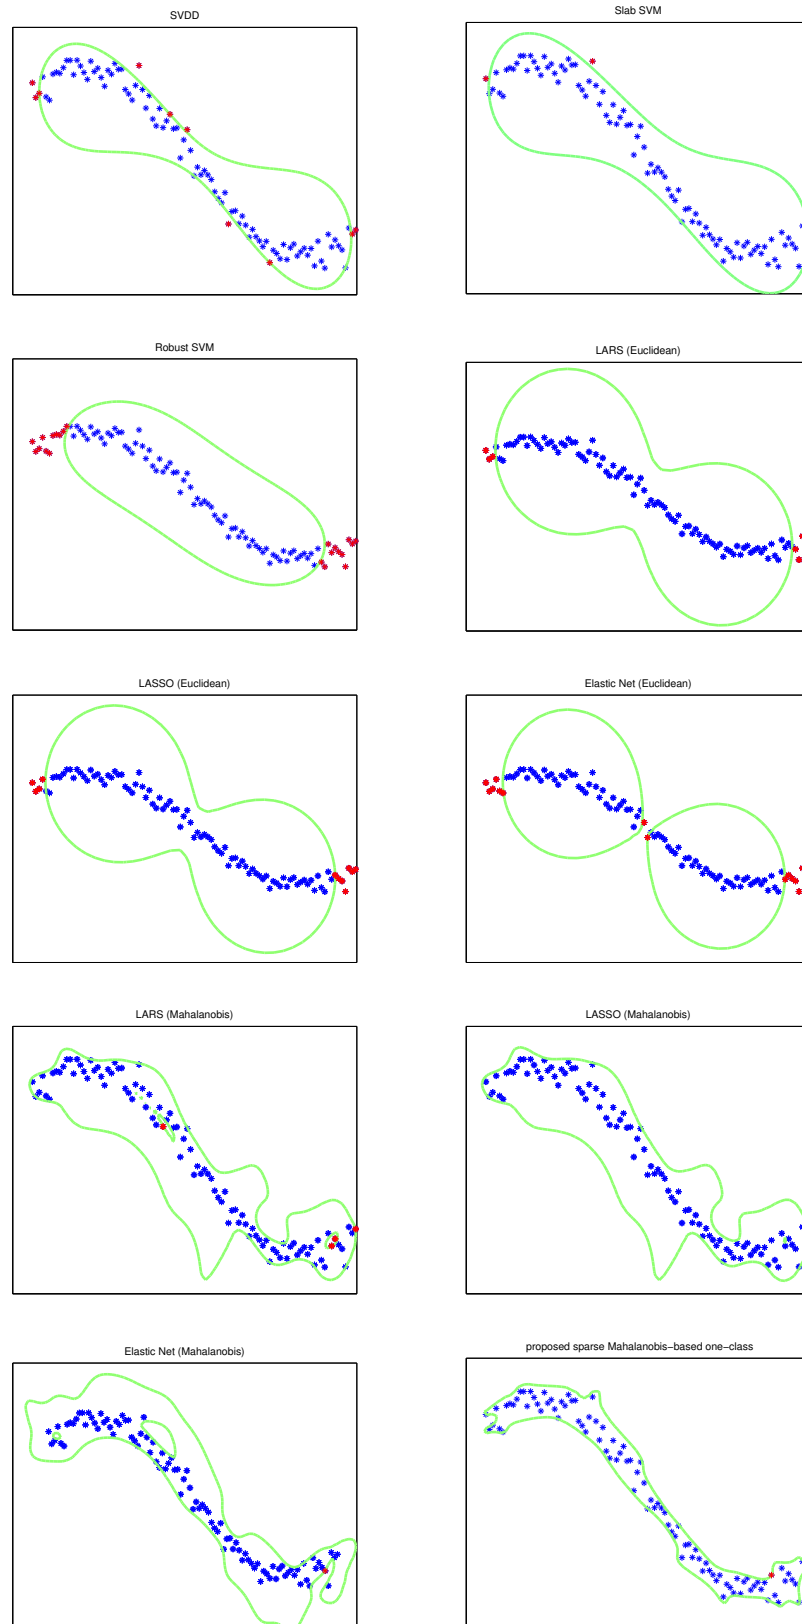 SVDD
Slab SVM
Robust SVM
LARS (Euclidean)
LASSO (Euclidean)
Elastic Net (Euclidean)
LARS (Mahalanobis)
LASSO (Mahalanobis)
Elastic Net (Mahalanobis)
proposed sparse Mahalanobis−based one−class